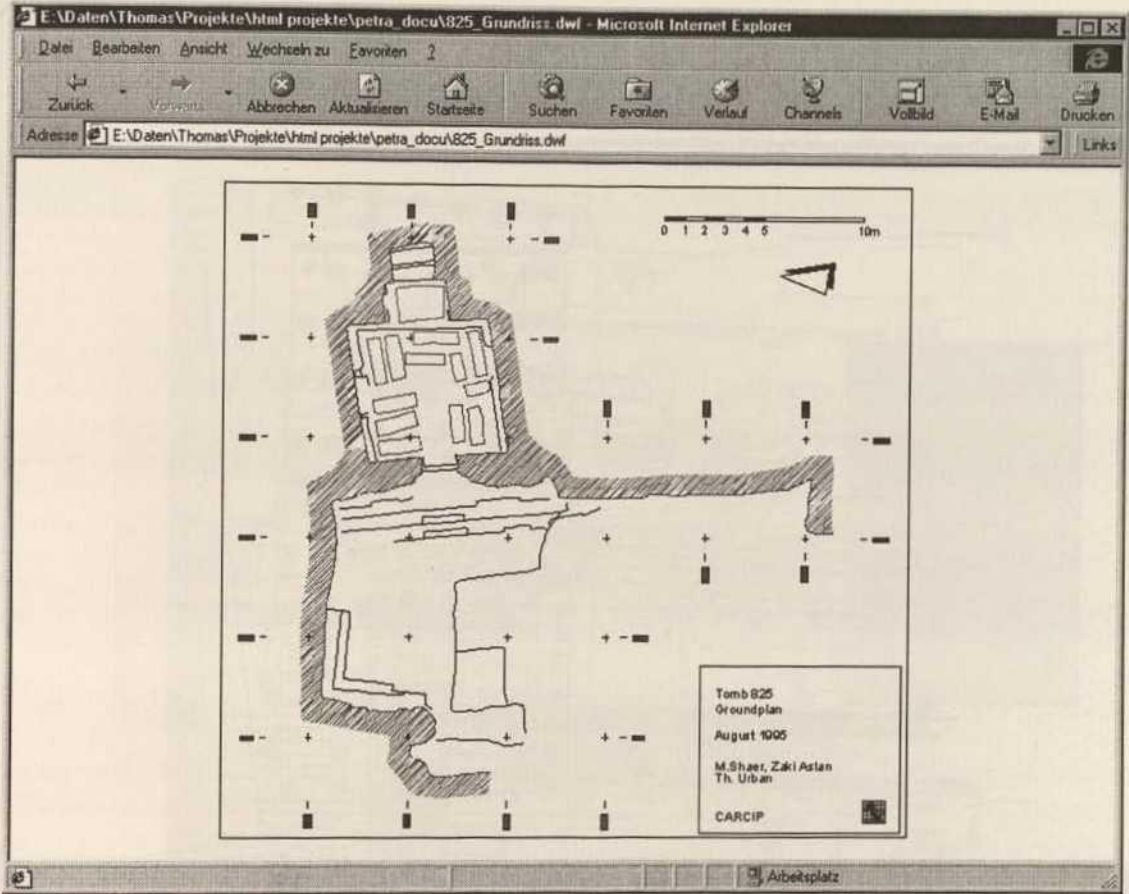 E:\Daten\Thomas\Projekte\html projekte\petra_docu\825_Grundriss.dwf - Microsoft Internet Explorer
Datei Bearbeiten Ansicht Wechseln zu Favoriten ?
Zurück Vorwärts Abbrechen Aktualisieren Startseite Suchen Favoriten Verlauf Channels Vollbild E-Mail Drucken
Adresse E:\Daten\Thomas\Projekte\html projekte\petra_docu\825_Grundriss.dwf Links
0 1 2 3 4 5 10m
Tomb 825
Groundplan
August 1995
M.Shaer, Zaki Aslan
Th. Urban
CARCIP
Arbeitsplatz